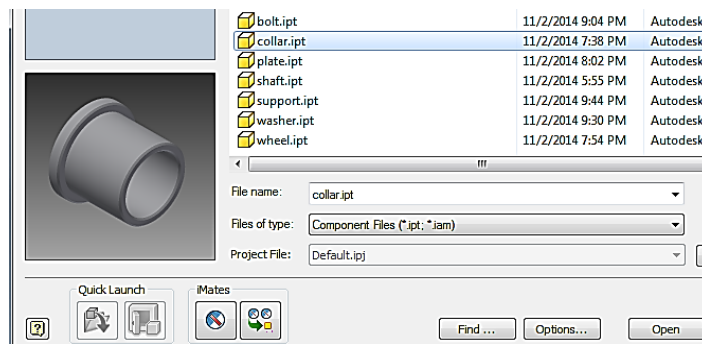 bolt.ipt 11/2/2014 9:04 PM Autodesk
collar.ipt 11/2/2014 7:38 PM Autodesk
plate.ipt 11/2/2014 8:02 PM Autodesk
shaft.ipt 11/2/2014 5:55 PM Autodesk
support.ipt 11/2/2014 9:44 PM Autodesk
washer.ipt 11/2/2014 9:30 PM Autodesk
wheel.ipt 11/2/2014 7:54 PM Autodesk
File name: collar.ipt
Files of type: Component Files (*.ipt; *.iam)
Project File: Default.ipj
Quick Launch iMates
? Find ... Options... Open